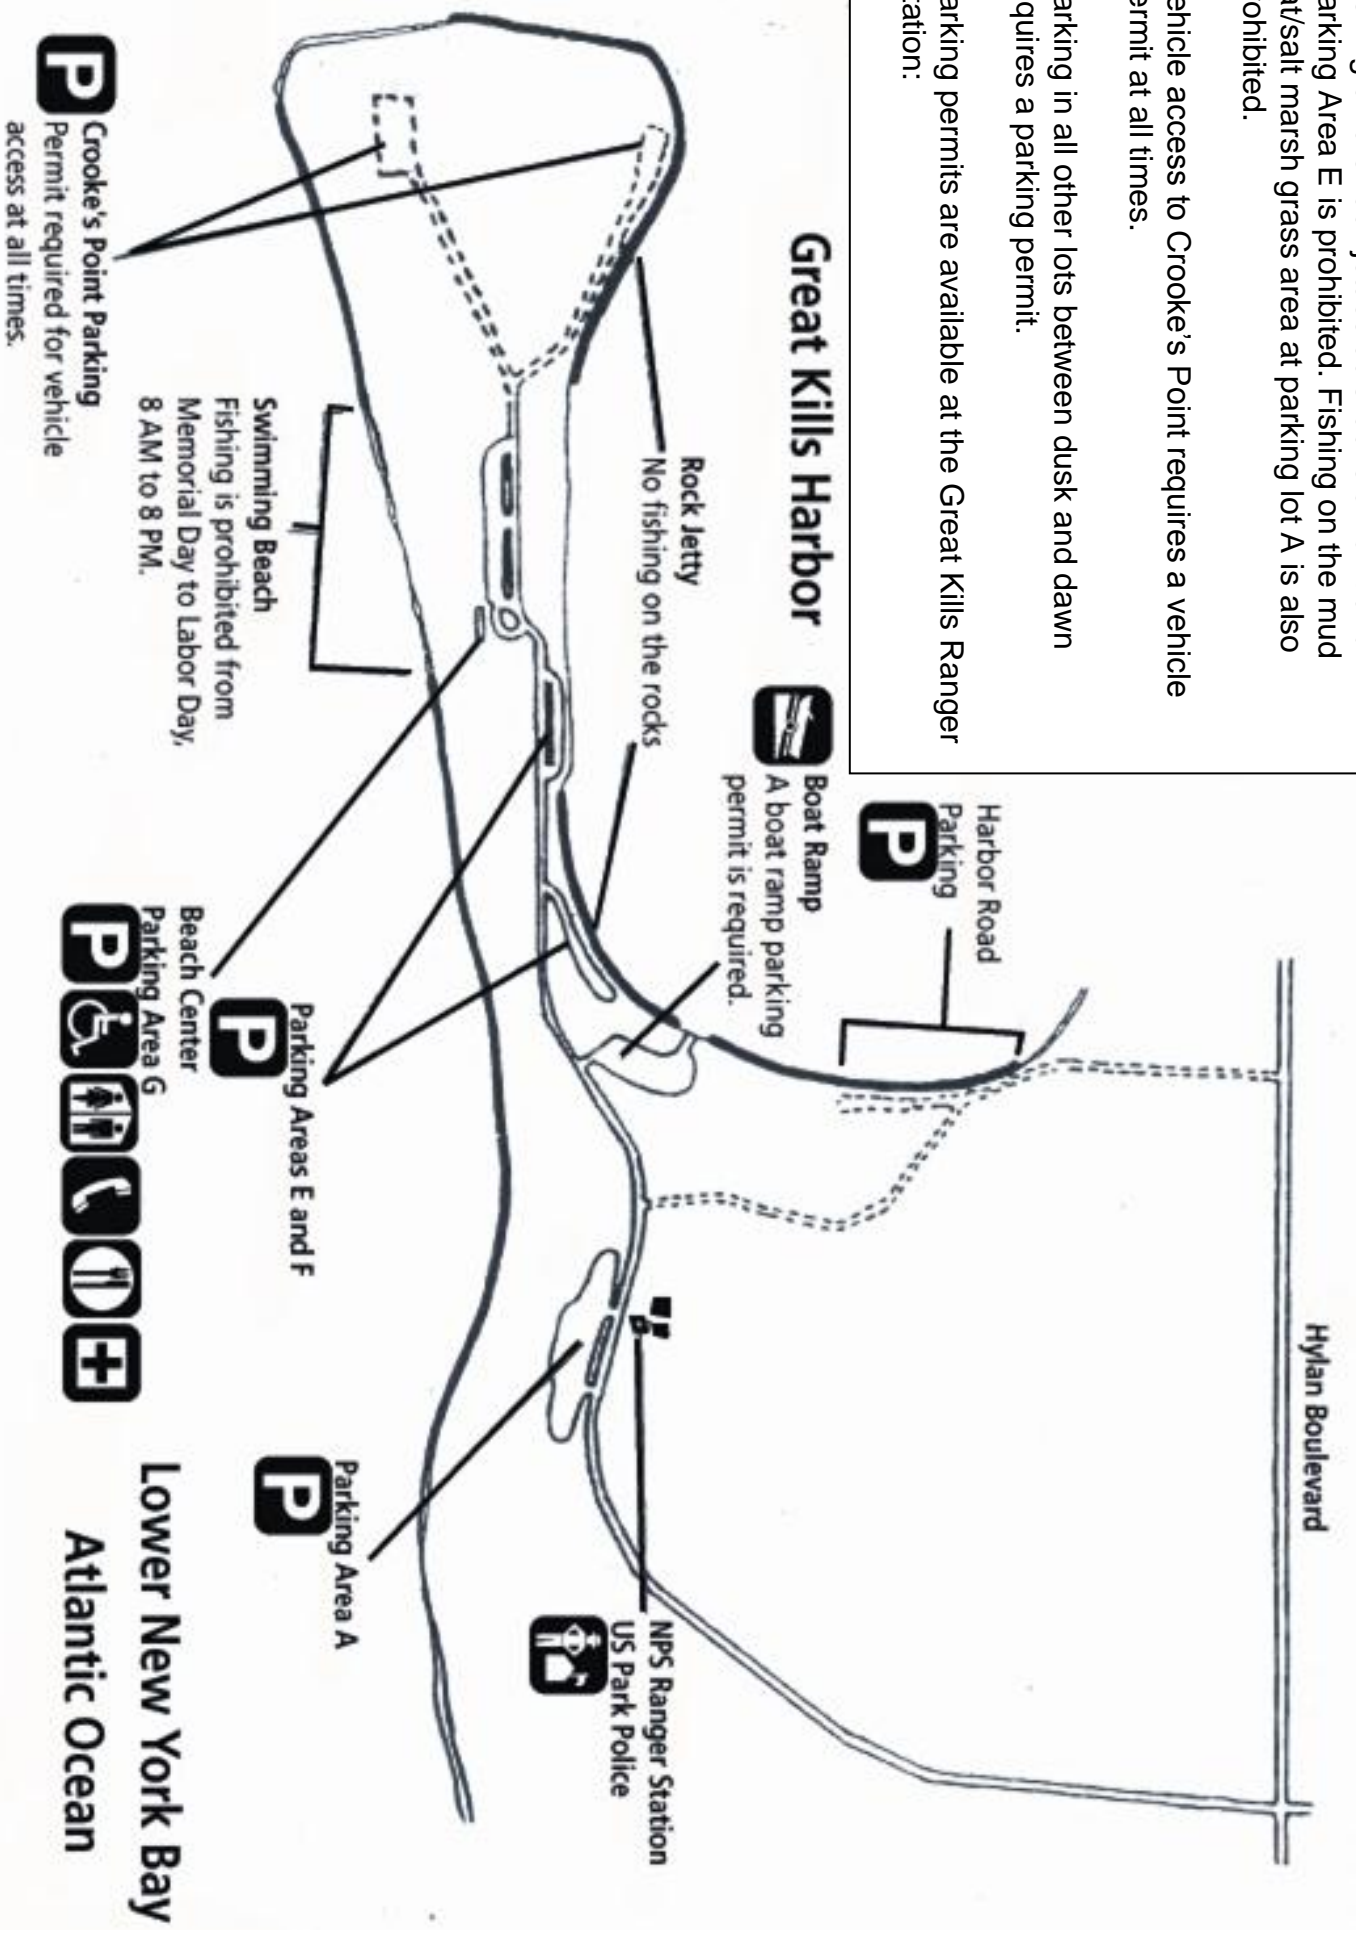 arking Area E is prohibited. Fishing on the mud
at/salt marsh grass area at parking lot A is also
rohibited.
ehicle access to Crooke’s Point requires a vehicle
ermit at all times.
arking in all other lots between dusk and dawn
quires a parking permit.
arking permits are available at the Great Kills Ranger
ation:
Hylan Boulevard
Harbor Road
Parking
P
Great Kills Harbor
Boat Ramp
A boat ramp parking
permit is required.
Rock Jetty
No fishing on the rocks
NPS Ranger Station
US Park Police
Parking Area A
P
Parking Areas E and F
P
Swimming Beach
Fishing is prohibited from
Memorial Day to Labor Day,
8 AM to 8 PM.
Beach Center
Parking Area G
P
Crooke's Point Parking
Permit required for vehicle
access at all times.
P
Lower New York Bay
Atlantic Ocean